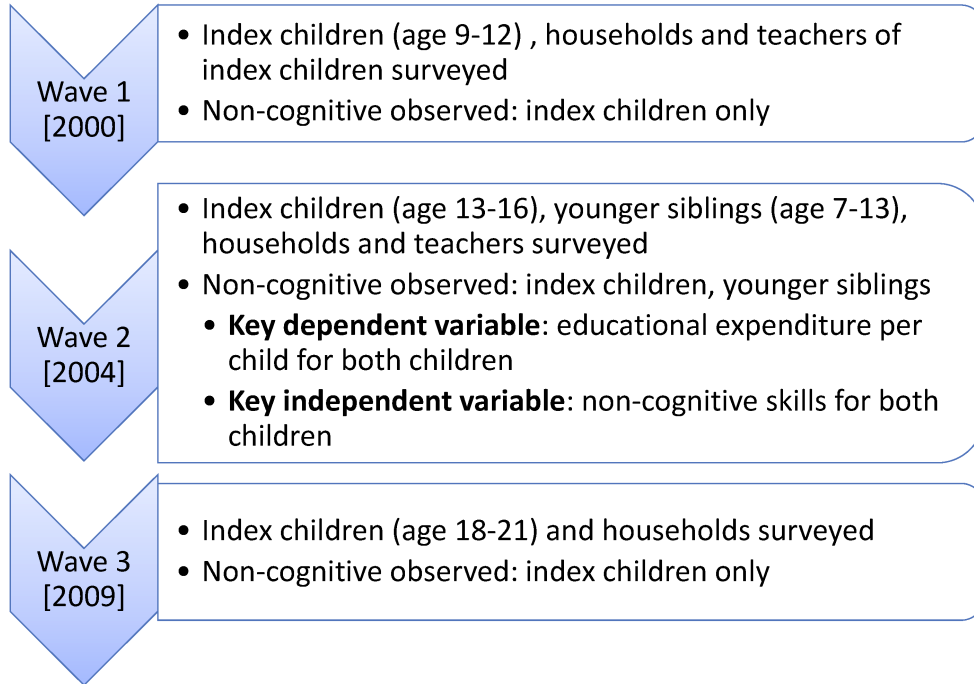 Wave 1
[2000]
• Index children (age 9-12) , households and teachers of
index children surveyed
• Non-cognitive observed: index children only
Wave 2
[2004]
• Index children (age 13-16), younger siblings (age 7-13),
households and teachers surveyed
• Non-cognitive observed: index children, younger siblings
• Key dependent variable: educational expenditure per
child for both children
• Key independent variable: non-cognitive skills for both
children
Wave 3
[2009]
• Index children (age 18-21) and households surveyed
• Non-cognitive observed: index children only